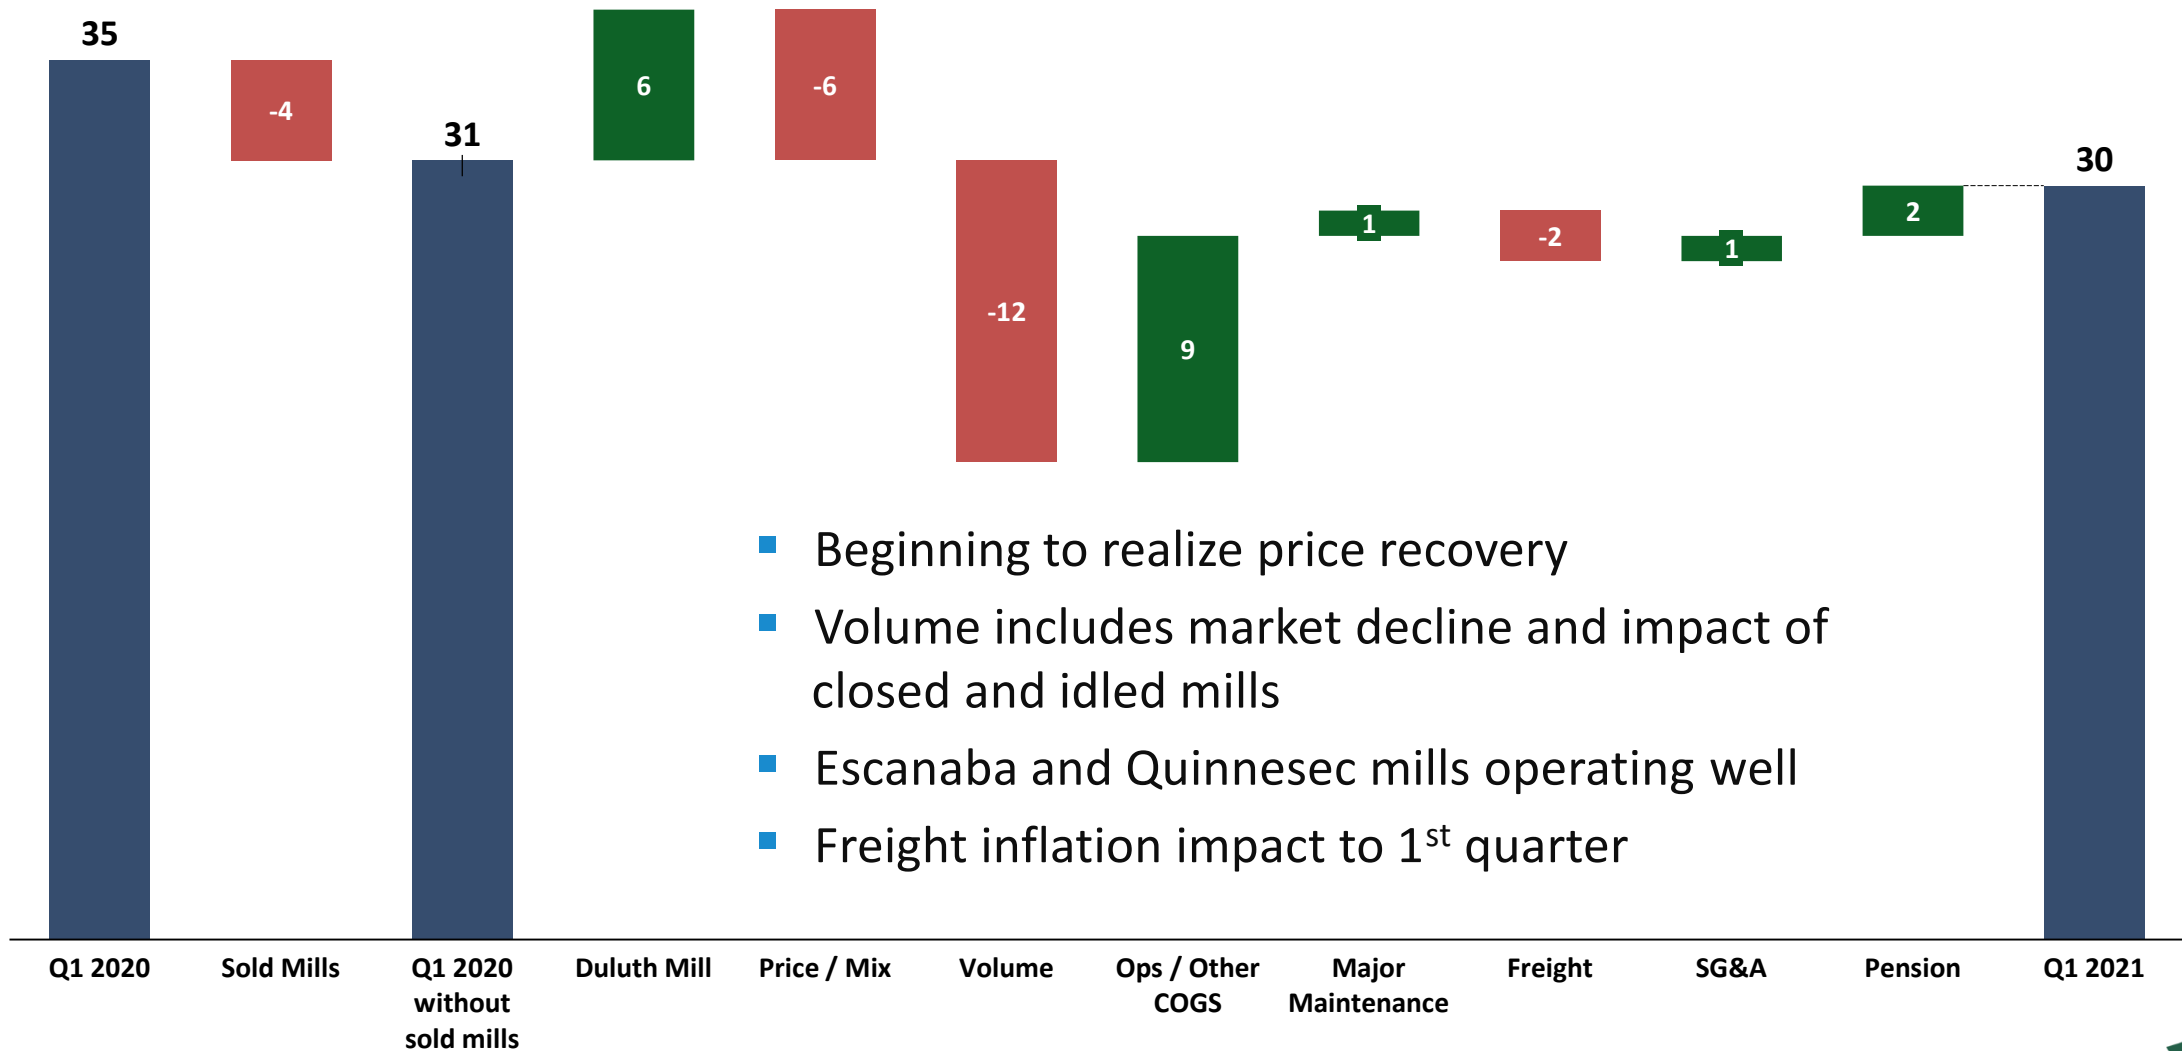 35
-4
31
6
-6
-12
9
1
-2
1
2
30
Beginning to realize price recovery
Volume includes market decline and impact of
closed and idled mills
Escanaba and Quinnesec mills operating well
Freight inflation impact to 1st quarter
Q1 2020
Sold Mills
Q1 2020
without
sold mills
Duluth Mill
Price / Mix
Volume
Ops / Other
COGS
Major
Maintenance
Freight
SG&A
Pension
Q1 2021